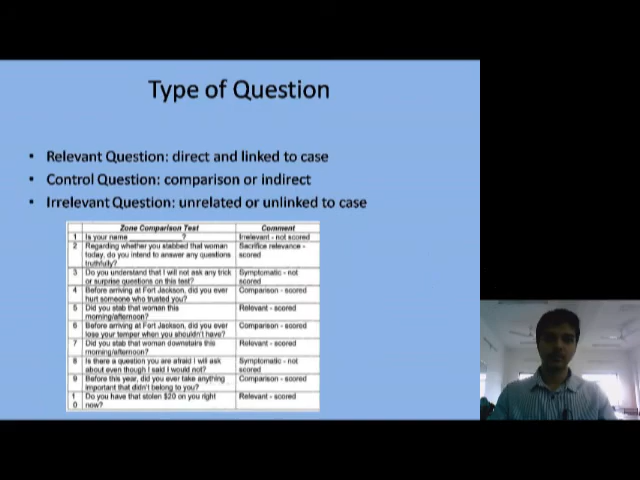 Type of Question
• Relevant Question: direct and linked to case
• Control Question: comparison or indirect
• Irrelevant Question: unrelated or unlinked to case
Zone Comparison Test Comment
1 Is your name ____________? Irrelevant - not scored
2 Regarding whether you stabbed that woman Sacrifice relevance -
today, do you intend to answer any questions scored
truthfully?
3 Do you understand that I will not ask any trick Symptomatic - not
or surprise questions on this test? scored
4 Before arriving at Fort Jackson, did you ever Comparison - scored
hurt someone who trusted you?
5 Did you stab that woman this Relevant - scored
morning/afternoon?
6 Before arriving at Fort Jackson, did you ever Comparison - scored
lose your temper when you shouldn't have?
7 Did you stab that woman downstairs this Relevant - scored
morning/afternoon?
8 Is there a question you are afraid I will ask Symptomatic - not
about even though I said I would not? scored
9 Before this year, did you ever take anything Comparison - scored
important that didn't belong to you?
1 Do you have that stolen $20 on you right Relevant - scored
0 now?